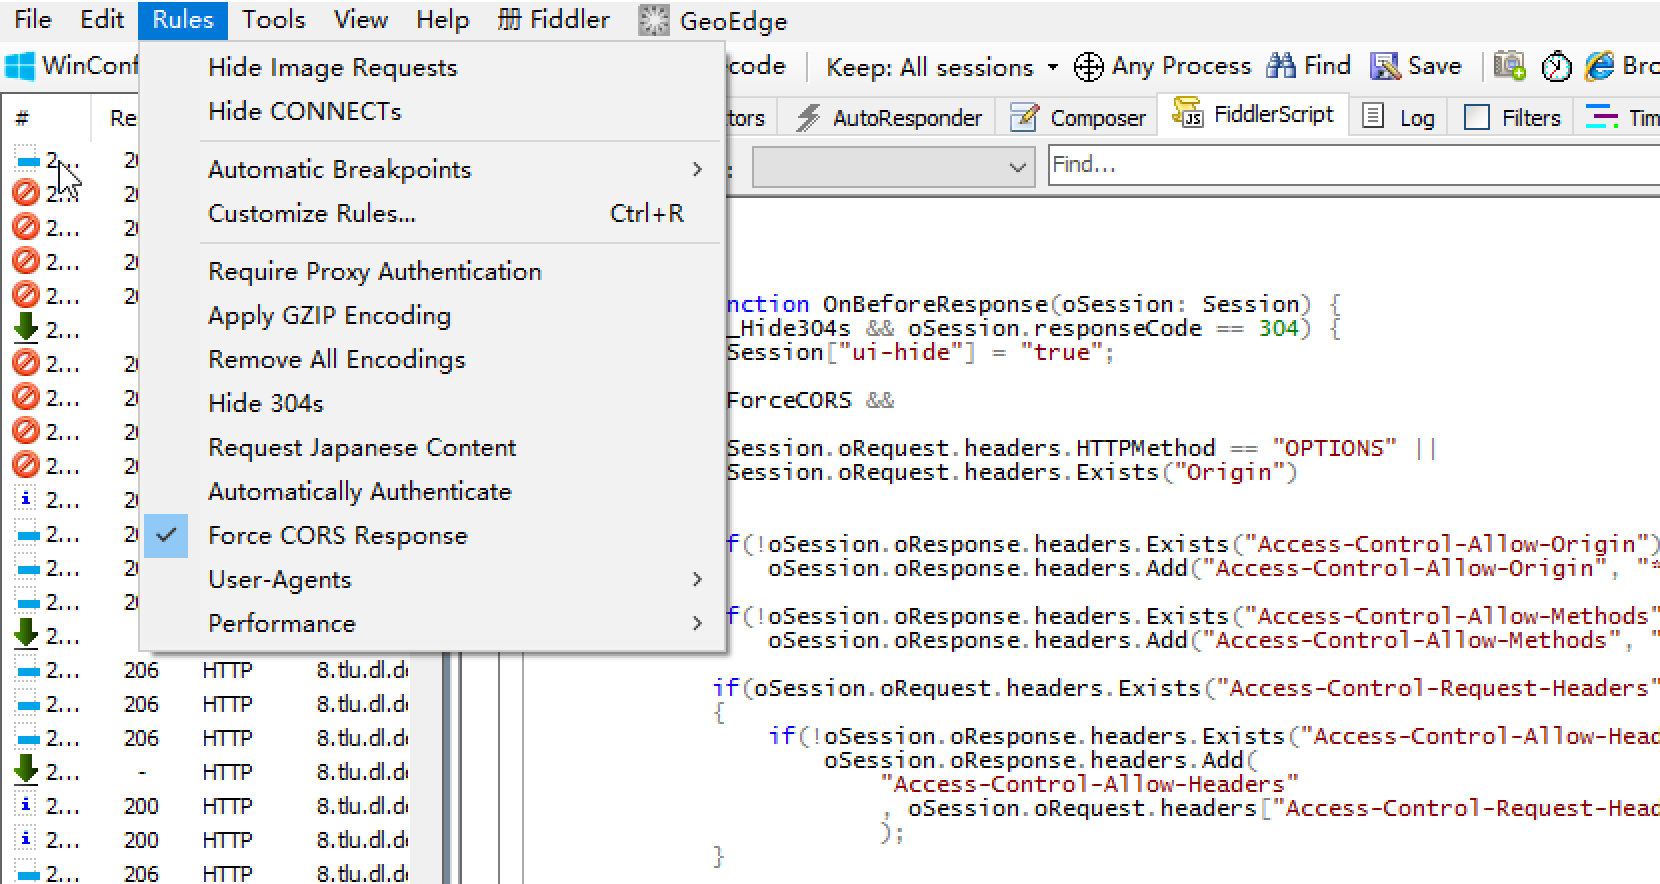 File Edit Rules Tools View Help 册 Fiddler GeoEdge
WinConf code Keep: All sessions Any Process Find Save Bro
Hide Image Requests
Hide CONNECTs
Automatic Breakpoints
Customize Rules... Ctrl+R
Require Proxy Authentication
Apply GZIP Encoding
Remove All Encodings
Hide 304s
Request Japanese Content
Automatically Authenticate
Force CORS Response
User-Agents
Performance
# Re tors AutoResponder Composer FiddlerScript Log Filters Tim
: Find...
2... 20
2... 20
2... 20
2... 20
2... 20
2...
2... 20
2... 20
2... 20
2... 20
2... 20
2... 20
2... 20
2... 20
2...
2... 206 HTTP 8.tlu.dl.d
2... 206 HTTP 8.tlu.dl.d
2... 206 HTTP 8.tlu.dl.d
2... - HTTP 8.tlu.dl.d
2... 200 HTTP 8.tlu.dl.d
2... 200 HTTP 8.tlu.dl.d
2... 206 HTTP 8.tlu.dl.d
nction OnBeforeResponse(oSession: Session) {
_Hide304s && oSession.responseCode == 304) {
Session["ui-hide"] = "true";
ForceCORS &&
Session.oRequest.headers.HTTPMethod == "OPTIONS" ||
Session.oRequest.headers.Exists("Origin")
f(!oSession.oResponse.headers.Exists("Access-Control-Allow-Origin")
oSession.oResponse.headers.Add("Access-Control-Allow-Origin", "*
f(!oSession.oResponse.headers.Exists("Access-Control-Allow-Methods"
oSession.oResponse.headers.Add("Access-Control-Allow-Methods", "
if(oSession.oRequest.headers.Exists("Access-Control-Request-Headers"
{
if(!oSession.oResponse.headers.Exists("Access-Control-Allow-Head
oSession.oResponse.headers.Add(
"Access-Control-Allow-Headers"
, oSession.oRequest.headers["Access-Control-Request-Head
);
}